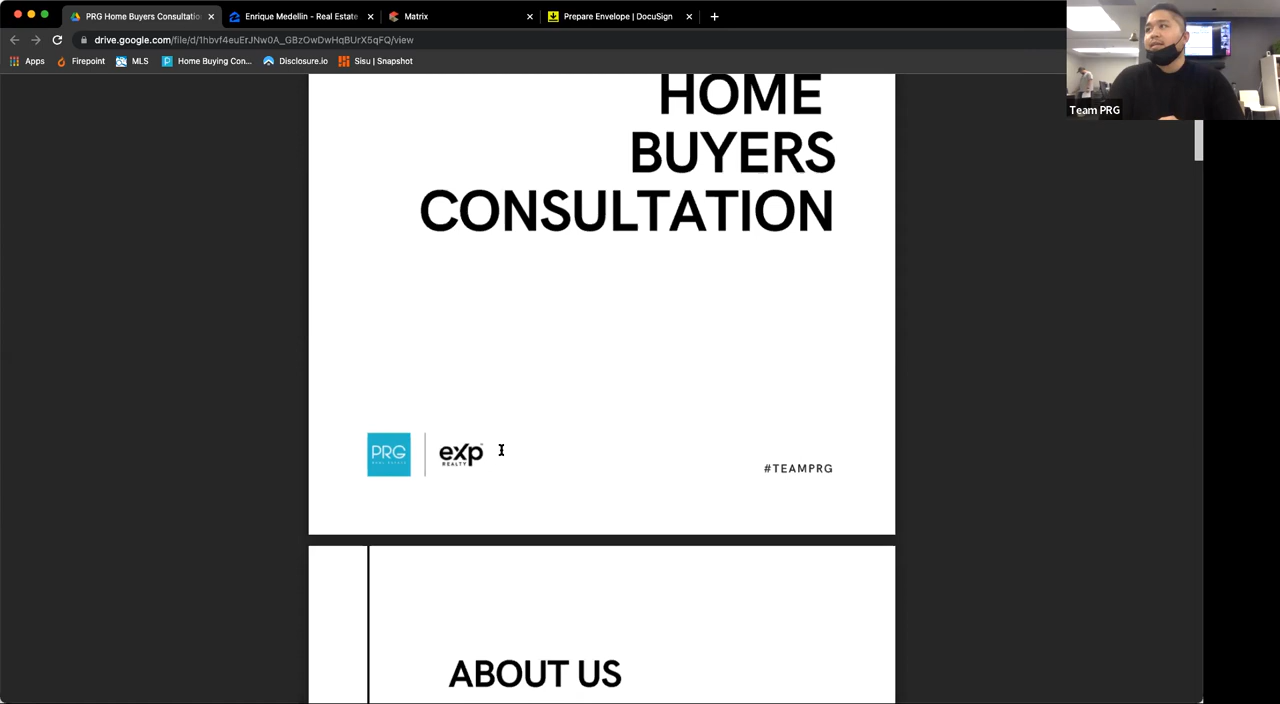 PRG Home Buyers Consultatio
Enrique Medellin - Real Estate
Matrix
Prepare Envelope | DocuSign
drive.google.com/file/d/1hbvf4euErJNw0A_GBzOwDwHqBUrX5qFQ/view
Apps
Firepoint
MLS
Home Buying Con...
Disclosure.io
Sisu | Snapshot
Team PRG
HOME
BUYERS
CONSULTATION
PRG
exp
REALTY
#TEAMPRG
ABOUT US